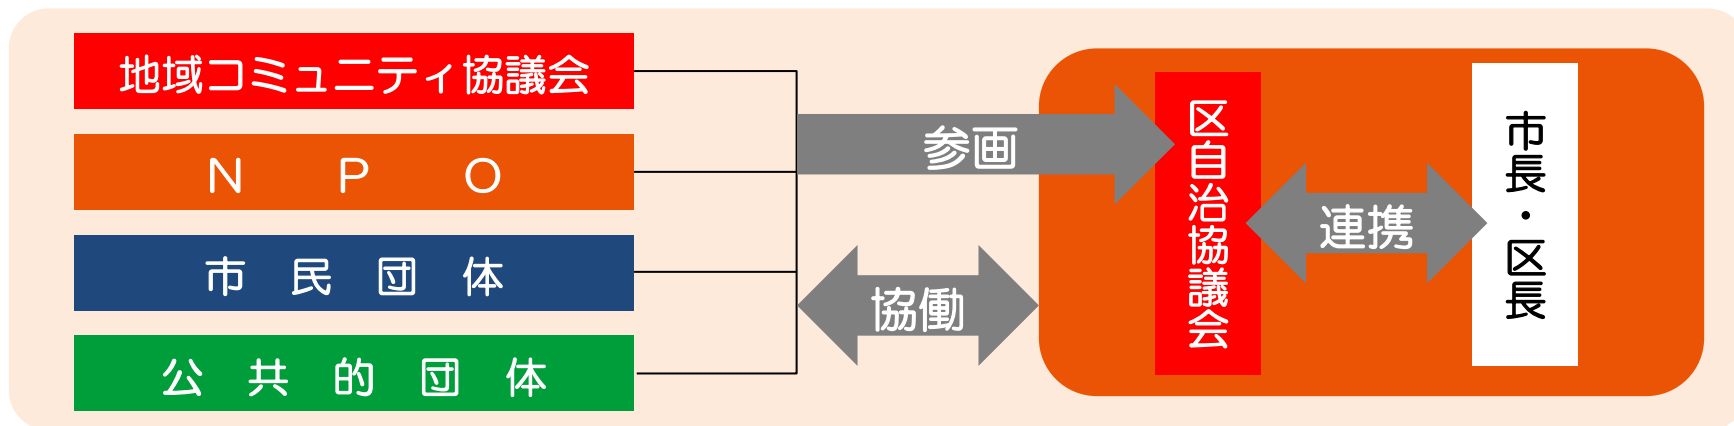 地域コミュニティ協議会
ＮＰＯ
市民団体
公共的団体
参画
協働
区自治協議会
連携
市長・区長